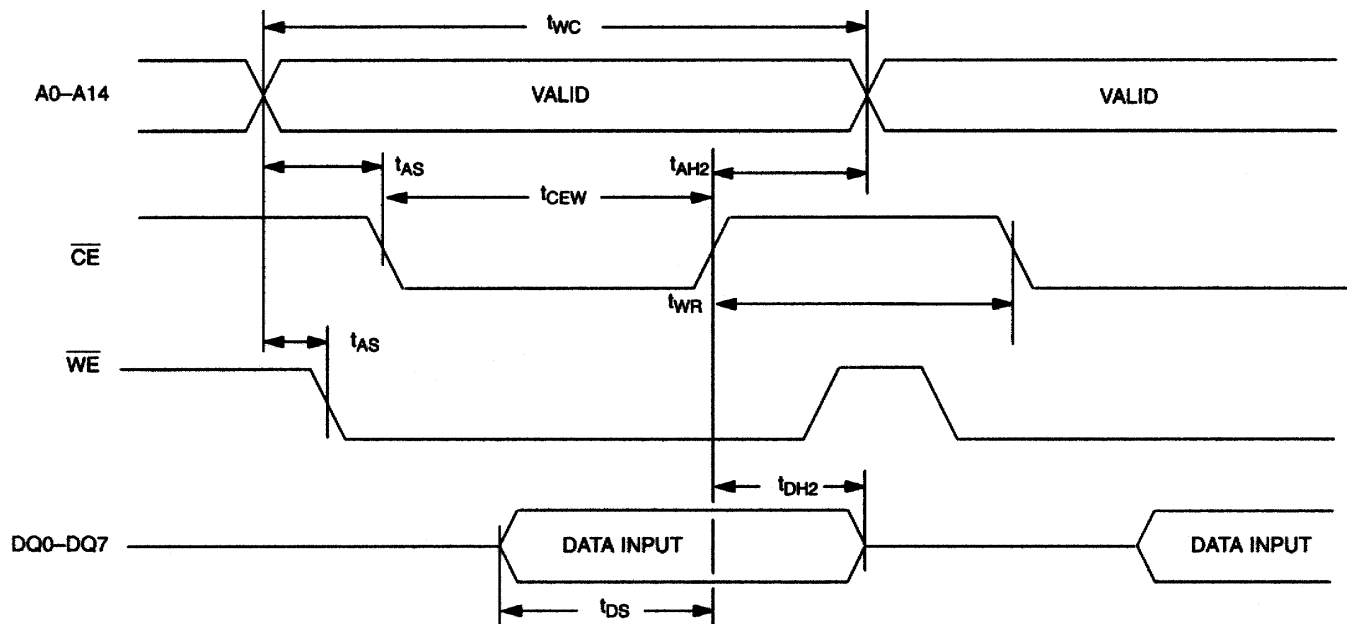 tWC
A0–A14
VALID
VALID
tAS
tAH2
tCEW
CE
tWR
tAS
WE
tDH2
DQ0–DQ7
DATA INPUT
DATA INPUT
tDS